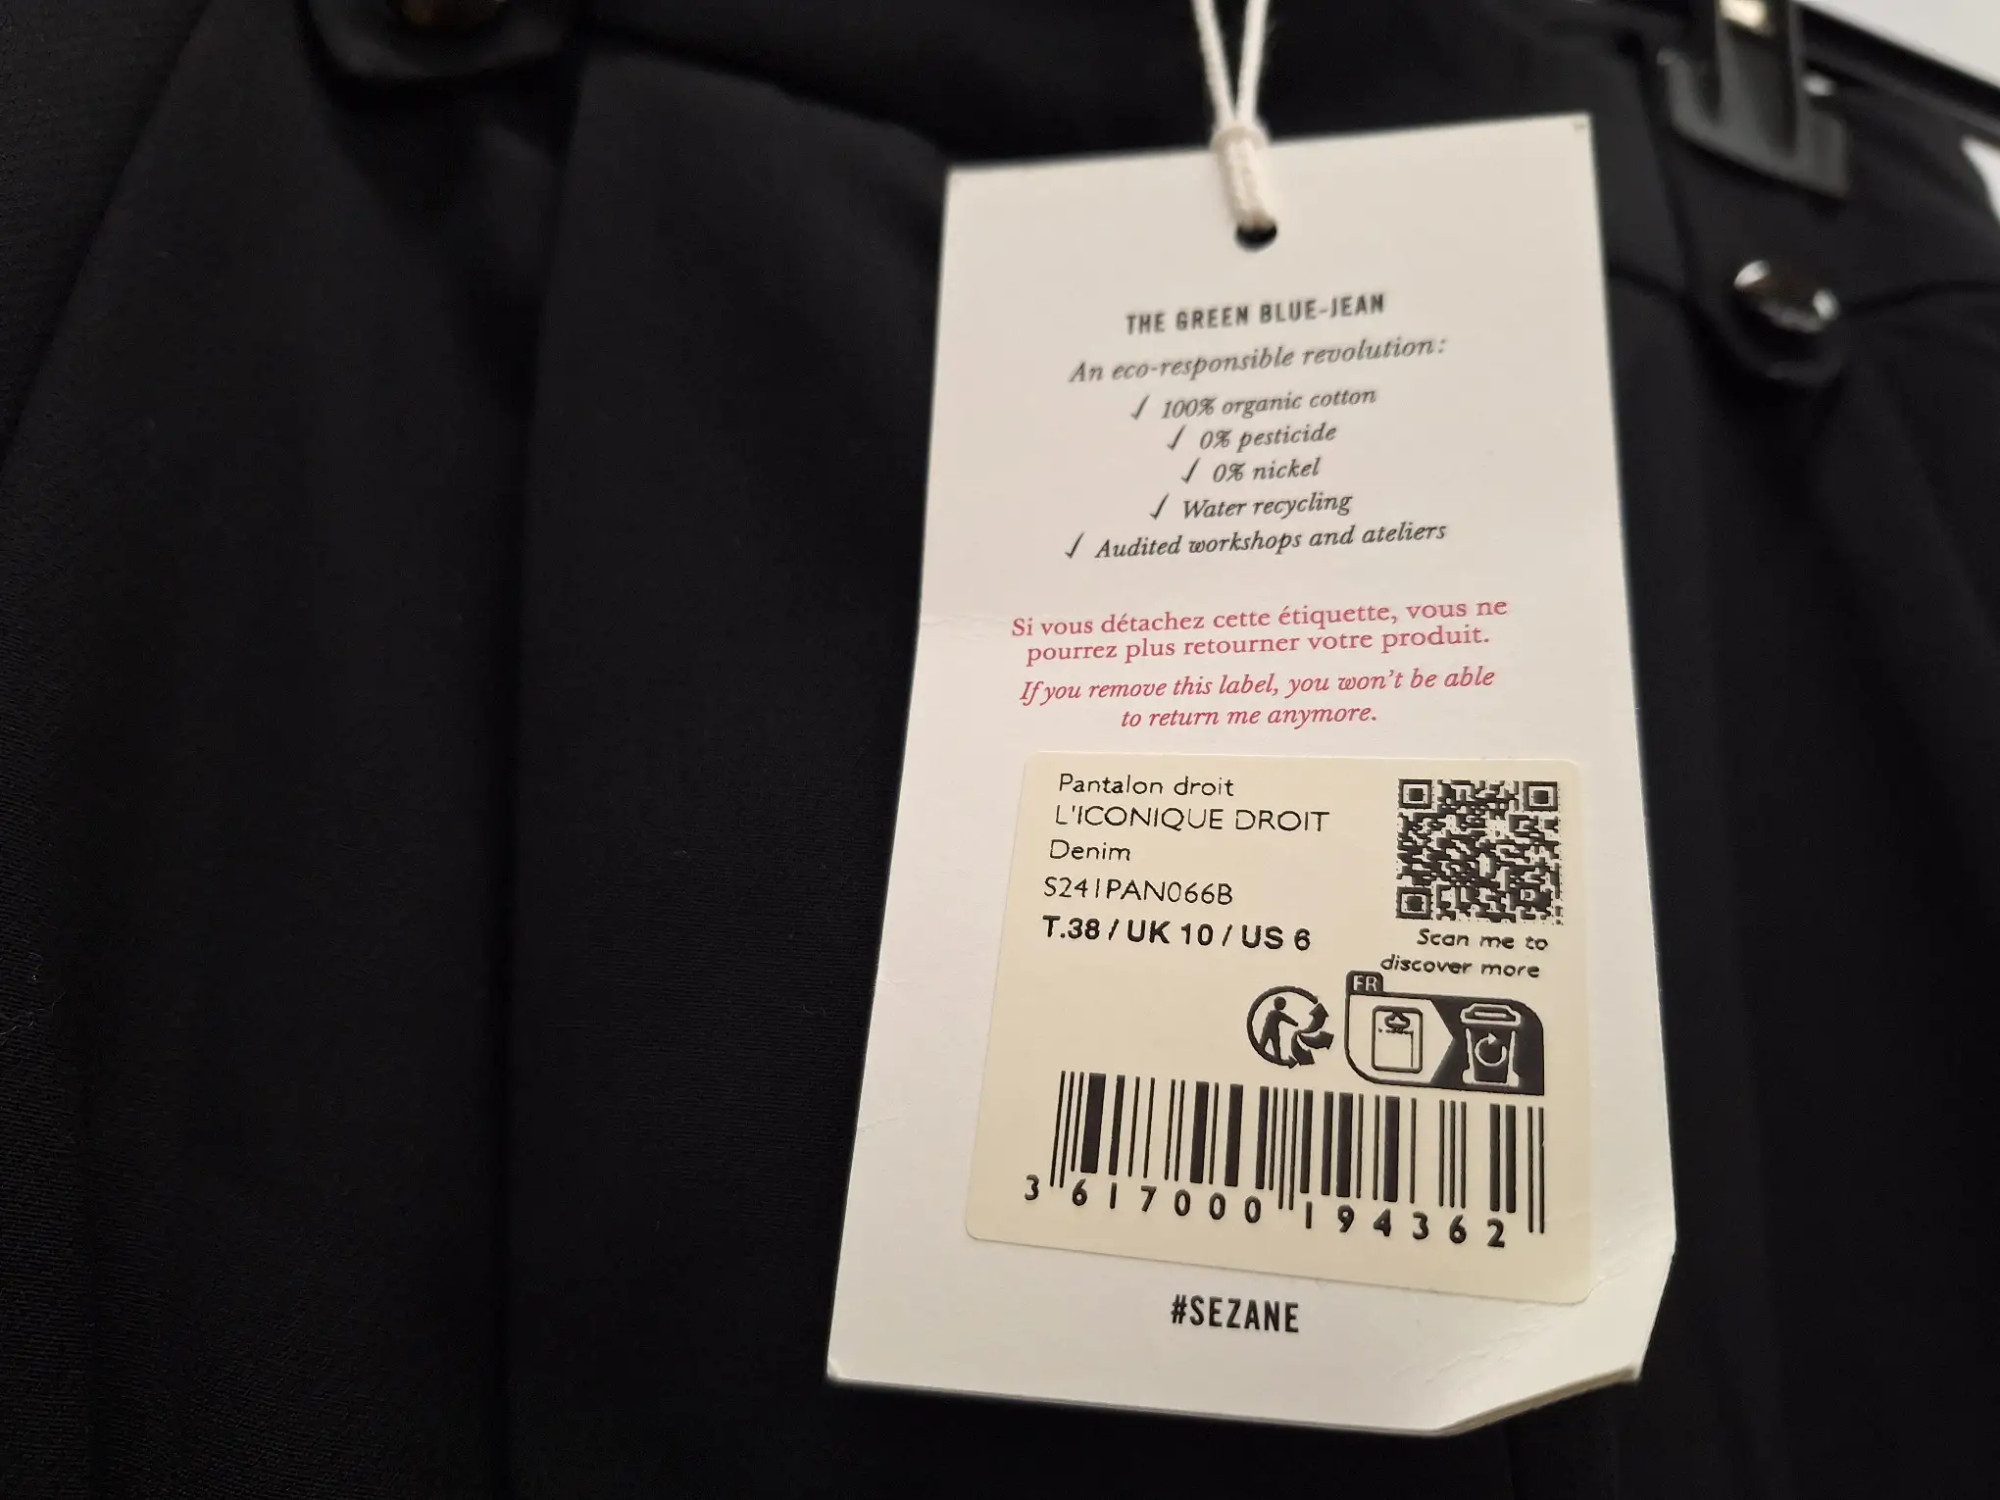 THE GREEN BLUE-JEAN
An eco-responsible revolution:
✓ 100% organic cotton
✓ 0% pesticide
✓ 0% nickel
✓ Water recycling
✓ Audited workshops and ateliers
Si vous détachez cette étiquette, vous ne
pourrez plus retourner votre produit.
If you remove this label, you won't be able
to return me anymore.
Pantalon droit
L'ICONIQUE DROIT
Denim
S241PAN066B
T.38 / UK 10 / US 6
Scan me to
discover more
FR
3 617000 194362
#SEZANE